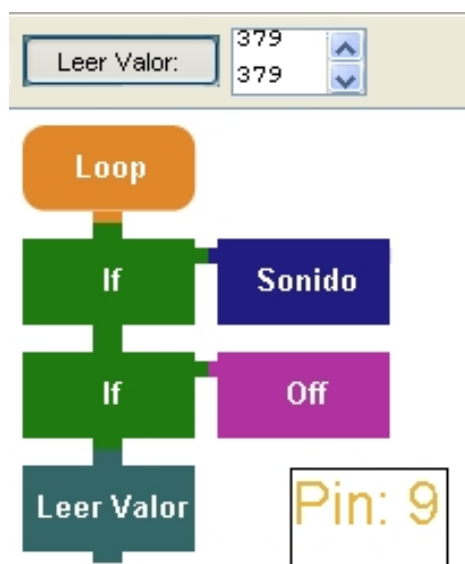 Leer Valor:
379
379
Loop
If
Sonido
If
Off
Leer Valor
Pin: 9